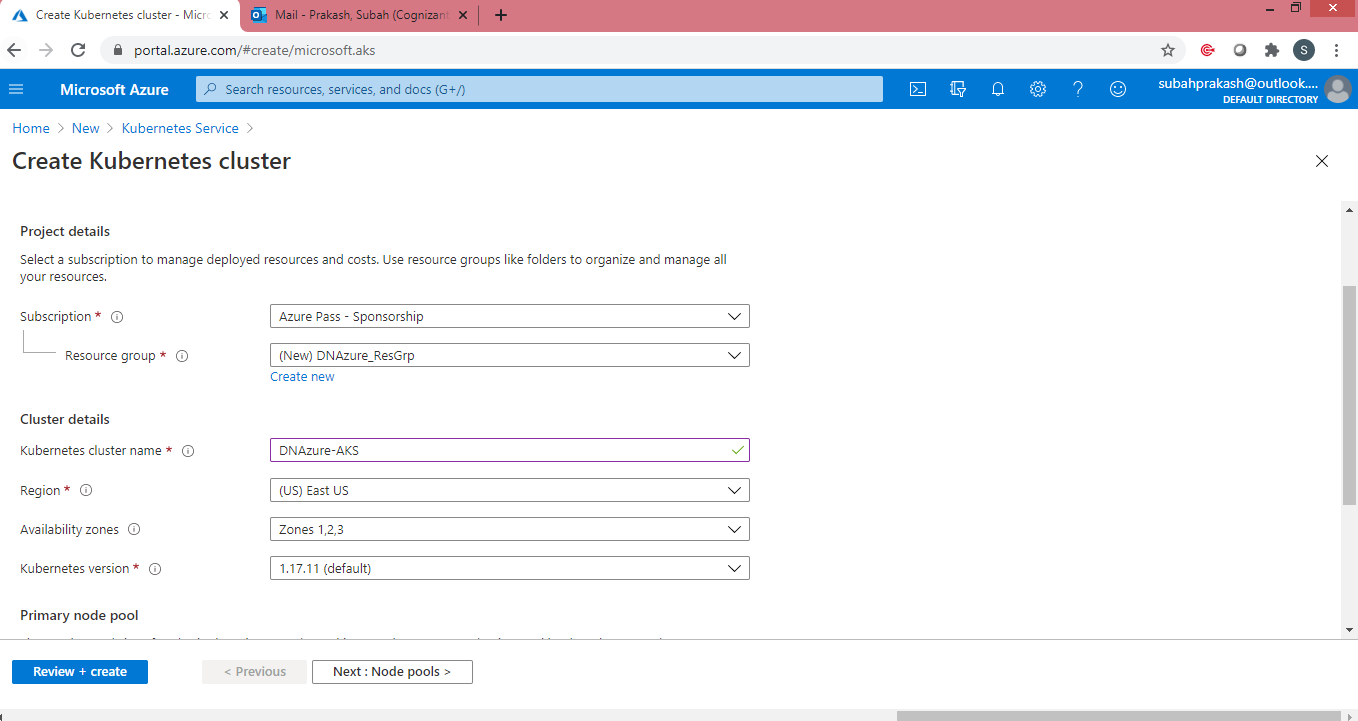 Create Kubernetes cluster - Micro
Mail - Prakash, Subah (Cognizant
portal.azure.com/#create/microsoft.aks
S
Microsoft Azure
Search resources, services, and docs (G+/)
subahprakash@outlook....
DEFAULT DIRECTORY
Home > New > Kubernetes Service >
Create Kubernetes cluster
Project details
Select a subscription to manage deployed resources and costs. Use resource groups like folders to organize and manage all
your resources.
Subscription *
Azure Pass - Sponsorship
Resource group *
(New) DNAzure_ResGrp
Create new
Cluster details
Kubernetes cluster name *
DNAzure-AKS
Region *
(US) East US
Availability zones
Zones 1,2,3
Kubernetes version *
1.17.11 (default)
Primary node pool
Review + create
< Previous
Next : Node pools >